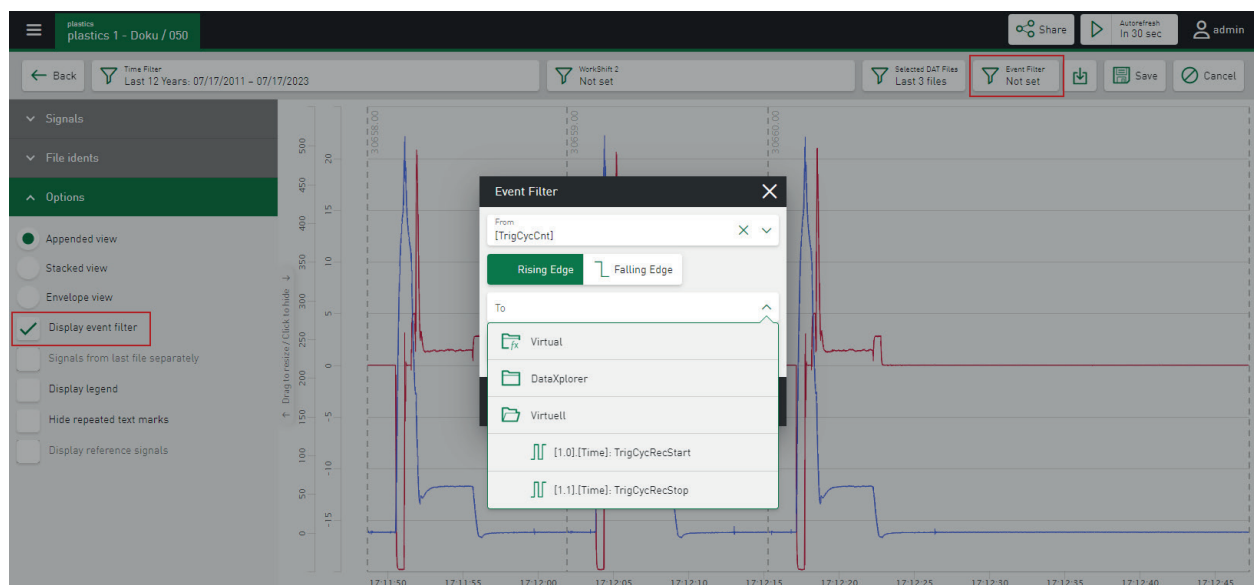 plastics
plastics 1 - Doku / 050
Share
Autorefresh
In 30 sec
admin
Back
Time Filter
Last 12 Years: 07/17/2011 – 07/17/2023
WorkShift 2
Not set
Selected DAT Files
Last 3 files
Event Filter
Not set
Save
Cancel
Signals
File idents
Options
Appended view
Stacked view
Envelope view
Display event filter
Signals from last file separately
Display legend
Hide repeated text marks
Display reference signals
↑ Drag to resize / Click to hide ↓
500
450
400
350
300
250
200
150
100
50
0
20
15
10
5
0
-5
-10
-15
30658.00
30659.00
30660.00
Event Filter
From
[TrigCycCnt]
Rising Edge
Falling Edge
To
fx
Virtual
DataXplorer
Virtuell
[1.0].[Time]: TrigCycRecStart
[1.1].[Time]: TrigCycRecStop
17:11:50
17:11:55
17:12:00
17:12:05
17:12:10
17:12:15
17:12:20
17:12:25
17:12:30
17:12:35
17:12:40
17:12:45